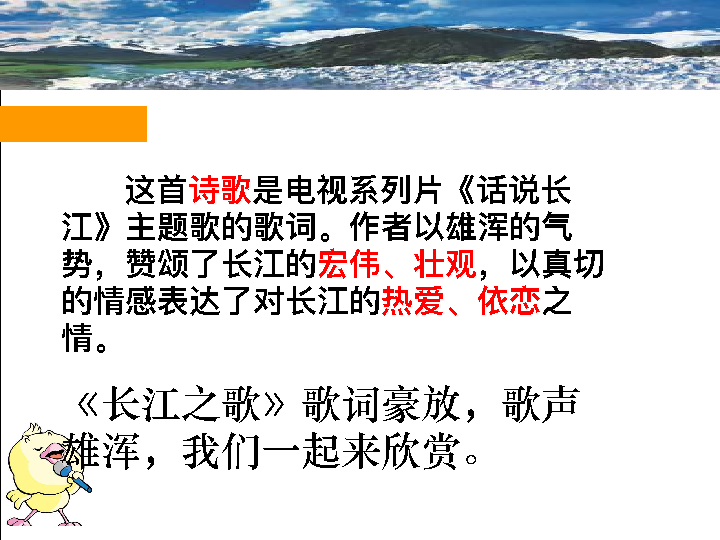 这首诗歌是电视系列片《话说长
江》主题歌的歌词。作者以雄浑的气
势，赞颂了长江的宏伟、壮观，以真切
的情感表达了对长江的热爱、依恋之
情。
《长江之歌》歌词豪放，歌声
雄浑，我们一起来欣赏。